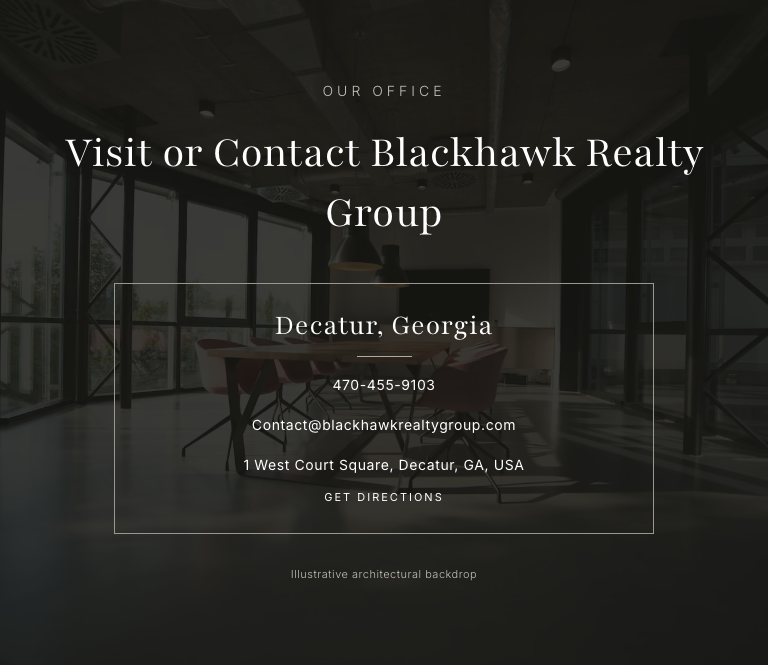 OUR OFFICE
Visit or Contact Blackhawk Realty
Group
Decatur, Georgia
470-455-9103
Contact@blackhawkrealtygroup.com
1 West Court Square, Decatur, GA, USA
GET DIRECTIONS
Illustrative architectural backdrop